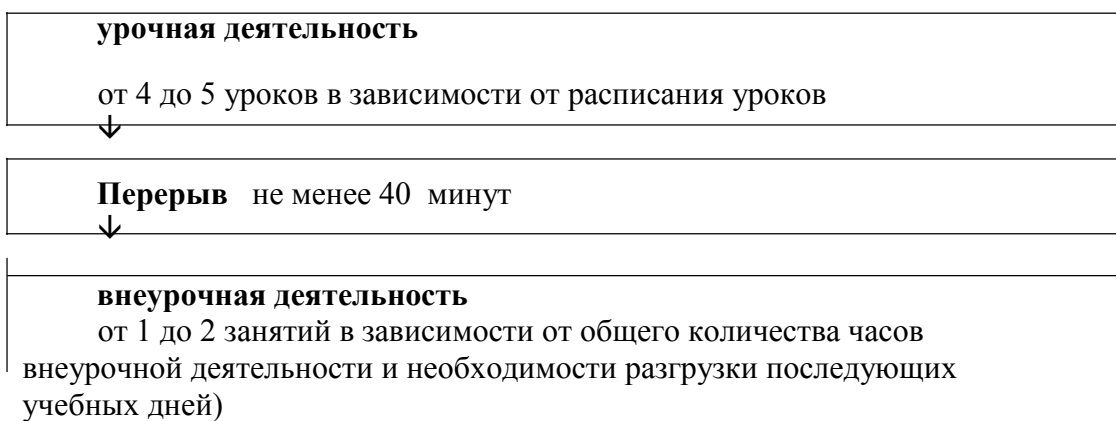 урочная деятельность
от 4 до 5 уроков в зависимости от расписания уроков
↓
Перерыв не менее 40 минут
↓
внеурочная деятельность
от 1 до 2 занятий в зависимости от общего количества часов
внеурочной деятельности и необходимости разгрузки последующих
учебных дней)